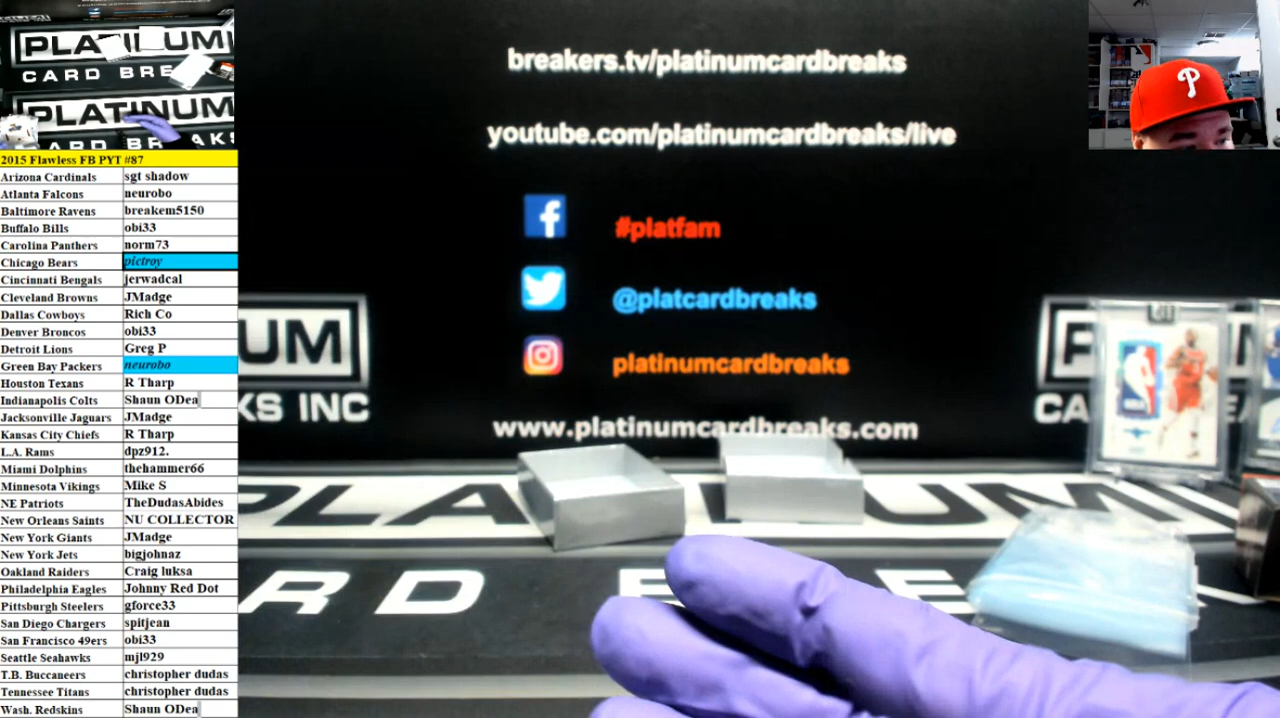 PLATINUM
CARD BREA
PLATINUM
ARD BR AK
2015 Flawless FB PYT #87
Arizona Cardinals sgt shadow
Atlanta Falcons neurobo
Baltimore Ravens breakem5150
Buffalo Bills obi33
Carolina Panthers norm73
Chicago Bears pictroy
Cincinnati Bengals jerwadcal
Cleveland Browns JMadge
Dallas Cowboys Rich Co
Denver Broncos obi33
Detroit Lions Greg P
Green Bay Packers neurobo
Houston Texans R Tharp
Indianapolis Colts Shaun ODea
Jacksonville Jaguars JMadge
Kansas City Chiefs R Tharp
L.A. Rams dpz912.
Miami Dolphins thehammer66
Minnesota Vikings Mike S
NE Patriots TheDudasAbides
New Orleans Saints NU COLLECTOR
New York Giants JMadge
New York Jets bigjohnaz
Oakland Raiders Craig luksa
Philadelphia Eagles Johnny Red Dot
Pittsburgh Steelers gforce33
San Diego Chargers spitjean
San Francisco 49ers obi33
Seattle Seahawks mjl929
T.B. Buccaneers christopher dudas
Tennessee Titans christopher dudas
Wash. Redskins Shaun ODea
breakers.tv/platinumcardbreaks
youtube.com/platinumcardbreaks/live
#platfam
@platcardbreaks
platinumcardbreaks
www.platinumcardbreaks.com
UM
KS INC
P
CA
PLATINUM
RD BREA
P